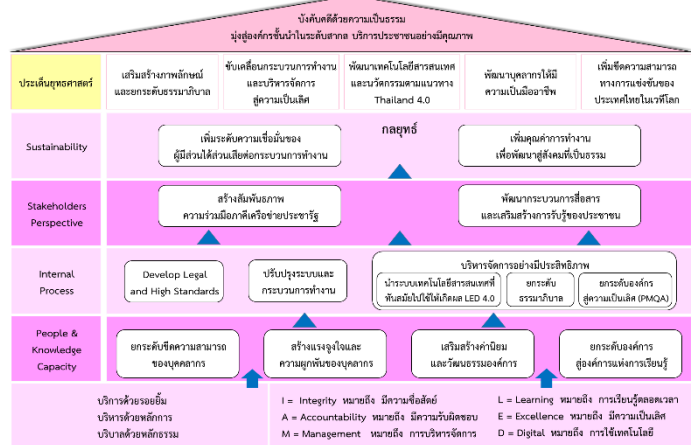 บังคับคดีด้วยความเป็นธรรม
มุ่งสู่องค์กรชั้นนำในระดับสากล บริการประชาชนอย่างมีคุณภาพ
ประเด็นยุทธศาสตร์
เสริมสร้างภาพลักษณ์
และยกระดับธรรมาภิบาล
ขับเคลื่อนกระบวนการทำงาน
และบริหารจัดการ
สู่ความเป็นเลิศ
พัฒนาเทคโนโลยีสารสนเทศ
และนวัตกรรมตามแนวทาง
Thailand 4.0
พัฒนาบุคลากรให้มี
ความเป็นมืออาชีพ
เพิ่มขีดความสามารถ
ทางการแข่งขันของ
ประเทศไทยในเวทีโลก
กลยุทธ์
Sustainability
เพิ่มระดับความเชื่อมั่นของ
ผู้มีส่วนได้ส่วนเสียต่อกระบวนการทำงาน
เพิ่มคุณค่าการทำงาน
เพื่อพัฒนาสู่สังคมที่เป็นธรรม
Stakeholders
Perspective
สร้างสัมพันธภาพ
ความร่วมมือภาคีเครือข่ายประชารัฐ
พัฒนากระบวนการสื่อสาร
และเสริมสร้างการรับรู้ของประชาชน
Internal
Process
Develop Legal
and High Standards
ปรับปรุงระบบและ
กระบวนการทำงาน
บริหารจัดการอย่างมีประสิทธิภาพ
นำระบบเทคโนโลยีสารสนเทศที่
ทันสมัยไปใช้ให้เกิดผล LED 4.0
ยกระดับ
ธรรมาภิบาล
ยกระดับองค์กร
สู่ความเป็นเลิศ (PMQA)
People &
Knowledge
Capacity
ยกระดับขีดความสามารถ
ของบุคคลากร
สร้างแรงจูงใจและ
ความผูกพันของบุคลากร
เสริมสร้างค่านิยม
และวัฒนธรรมองค์การ
ยกระดับองค์การ
สู่องค์การแห่งการเรียนรู้
บริการด้วยรอยยิ้ม
บริหารด้วยหลักการ
บริบาลด้วยหลักธรรม
I = Integrity หมายถึง มีความซื่อสัตย์
A = Accountability หมายถึง มีความรับผิดชอบ
M = Management หมายถึง การบริหารจัดการ
L = Learning หมายถึง การเรียนรู้ตลอดเวลา
E = Excellence หมายถึง มีความเป็นเลิศ
D = Digital หมายถึง การใช้เทคโนโลยี